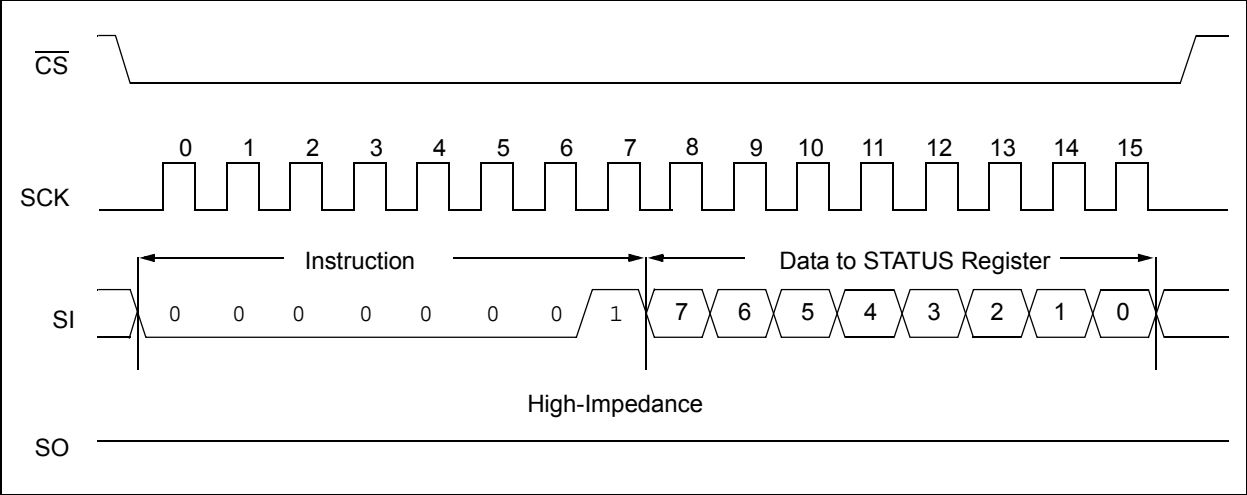 CS
0 1 2 3 4 5 6 7 8 9 10 11 12 13 14 15
SCK
Instruction
Data to STATUS Register
SI
0 0 0 0 0 0 0 1 7 6 5 4 3 2 1 0
High-Impedance
SO